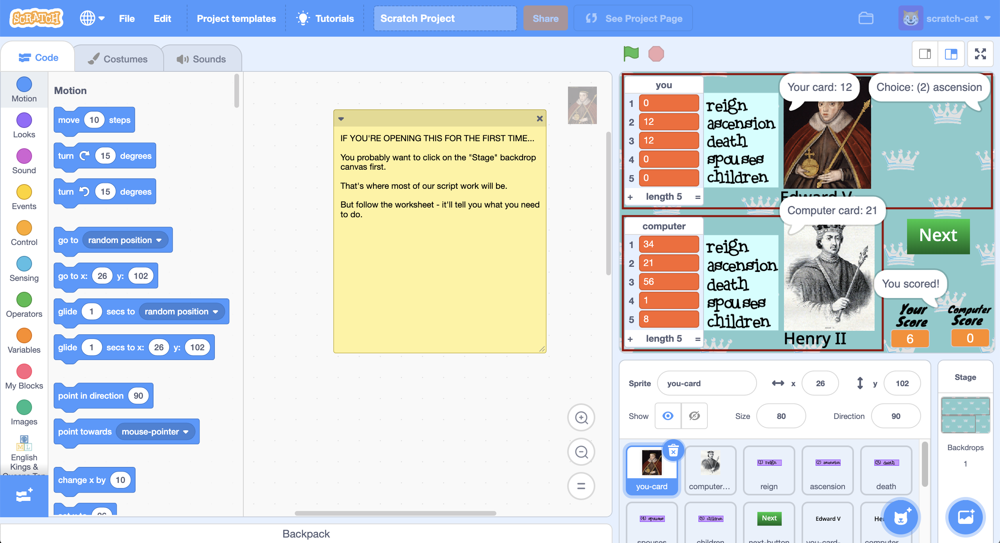 SCRATCH
File
Edit
Project templates
Tutorials
Scratch Project
Share
See Project Page
scratch-cat
Code
Costumes
Sounds
Motion
Looks
Sound
Events
Control
Sensing
Operators
Variables
My Blocks
Images
English
Kings &
Motion
move 10 steps
turn 15 degrees
turn 15 degrees
go to random position
go to x: 26 y: 102
glide 1 secs to random position
glide 1 secs to x: 26 y: 102
point in direction 90
point towards mouse-pointer
change x by 10
IF YOU'RE OPENING THIS FOR THE FIRST TIME...
You probably want to click on the "Stage" backdrop
canvas first.
That's where most of our script work will be.
But follow the worksheet - it'll tell you what you need
to do.
Backpack
you
1 0
2 12
3 12
4 0
5 0
+ length 5 =
reign
ascension
death
spouses
children
Your card: 12
Choice: (2) ascension
Edward V
computer
1 34
2 21
3 56
4 1
5 8
+ length 5 =
reign
ascension
death
spouses
children
Computer card: 21
Henry II
Next
You scored!
Your
Score
6
Computer
Score
0
Sprite you-card x 26 y 102
Show Size 80 Direction 90
you-card
computer...
(1) reign
reign
(2) ascension
ascension
(3) death
death
(4) spouses
spouses
(5) children
children
Next
next-button
Edward V
you-card-
He
computer
Stage
Backdrops
1